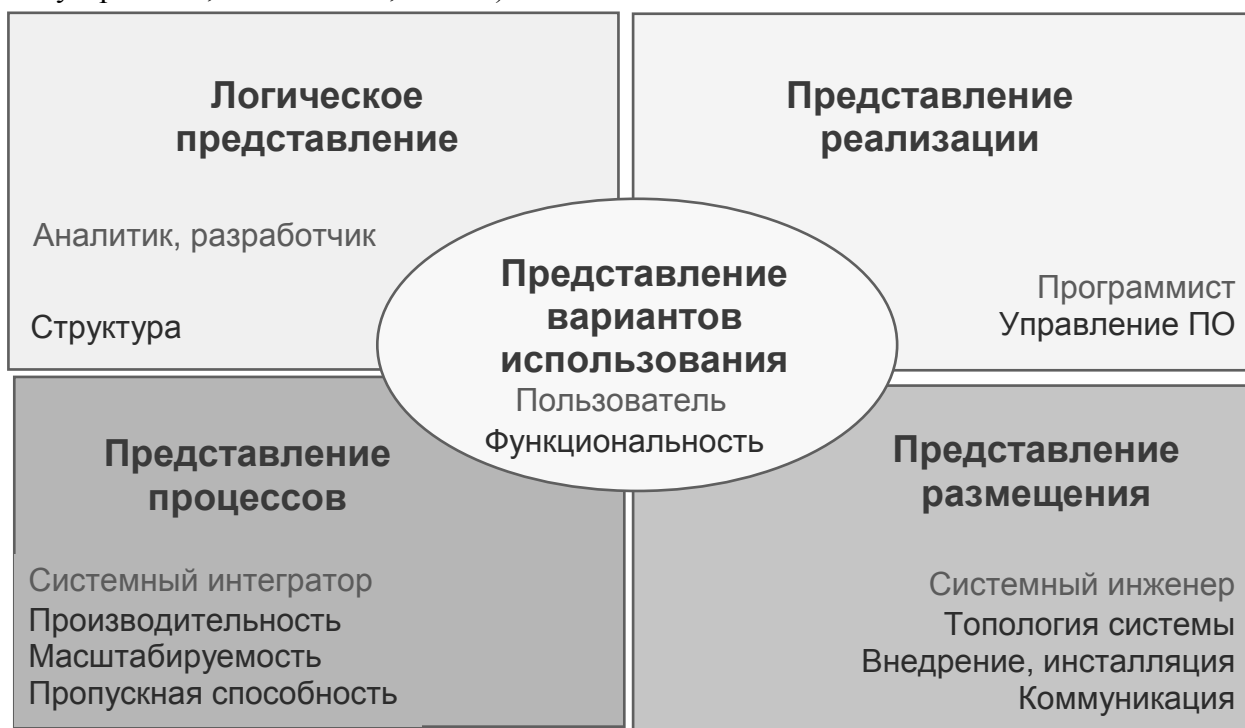 Логическое
представление
Аналитик, разработчик
Структура
Представление
реализации
Программист
Управление ПО
Представление
вариантов
использования
Пользователь
Функциональность
Представление
процессов
Системный интегратор
Производительность
Масштабируемость
Пропускная способность
Представление
размещения
Системный инженер
Топология системы
Внедрение, инсталляция
Коммуникация